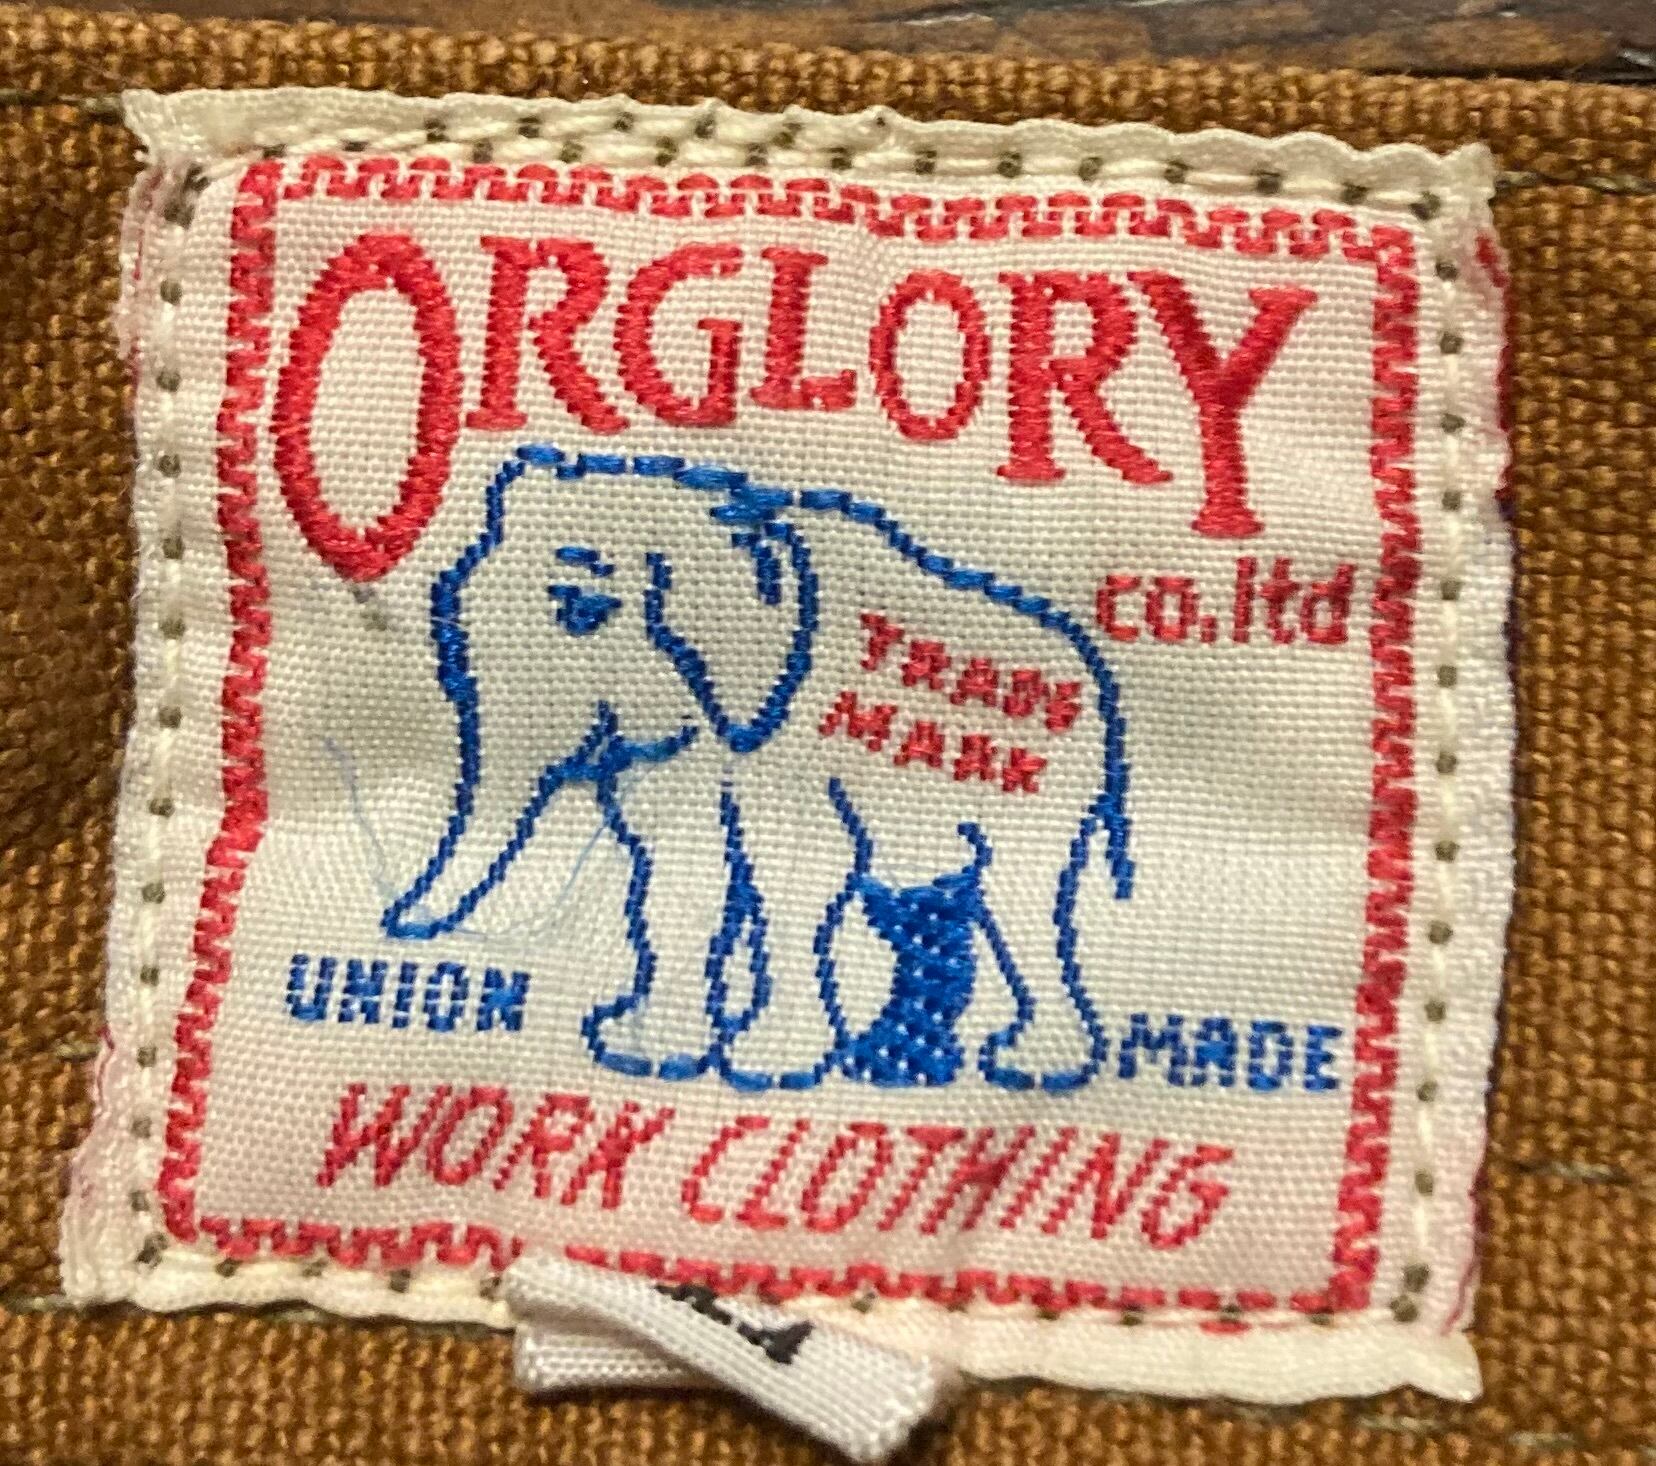 ORGLORY
co.ltd
TRADE
MARK
UNION MADE
WORK CLOTHING